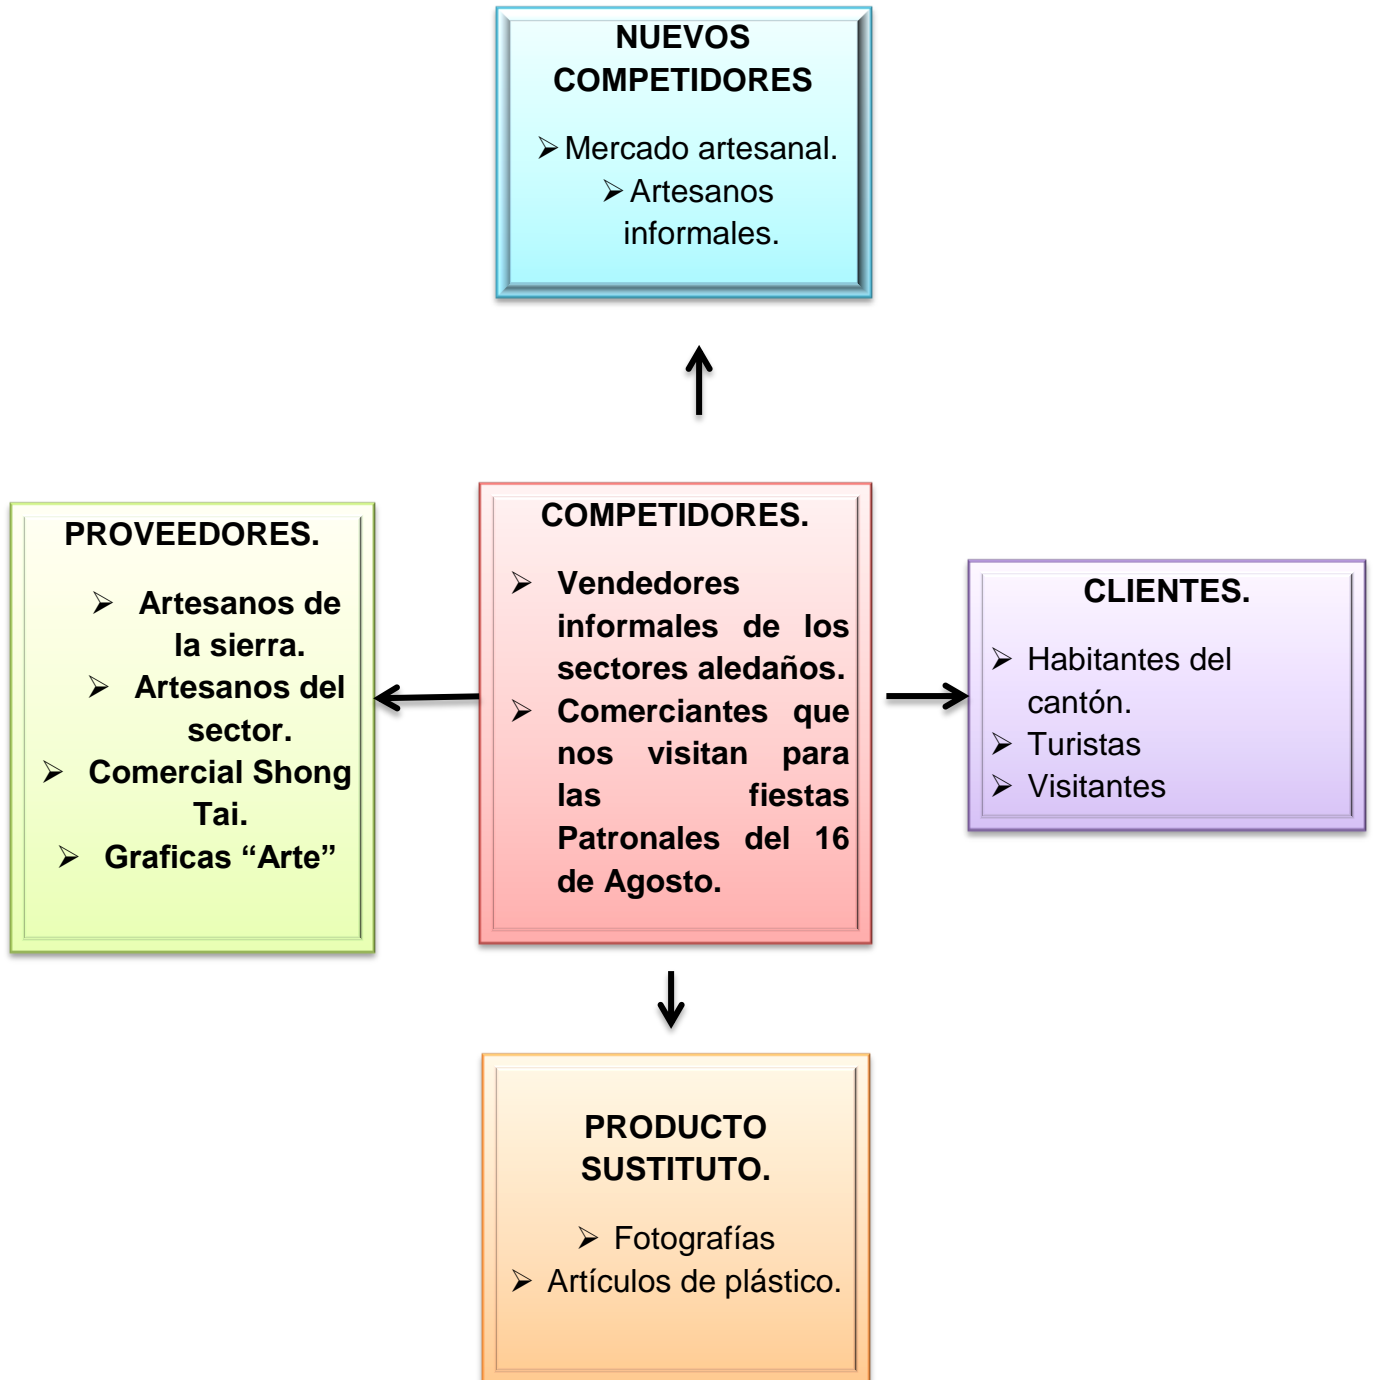 NUEVOS
COMPETIDORES
➢ Mercado artesanal.
➢ Artesanos
informales.
PROVEEDORES.
➢ Artesanos de
la sierra.
➢ Artesanos del
sector.
➢ Comercial Shong
Tai.
➢ Graficas “Arte”
COMPETIDORES.
➢ Vendedores
informales de los
sectores aledaños.
➢ Comerciantes que
nos visitan para
las fiestas
Patronales del 16
de Agosto.
CLIENTES.
➢ Habitantes del
cantón.
➢ Turistas
➢ Visitantes
PRODUCTO
SUSTITUTO.
➢ Fotografías
➢ Artículos de plástico.